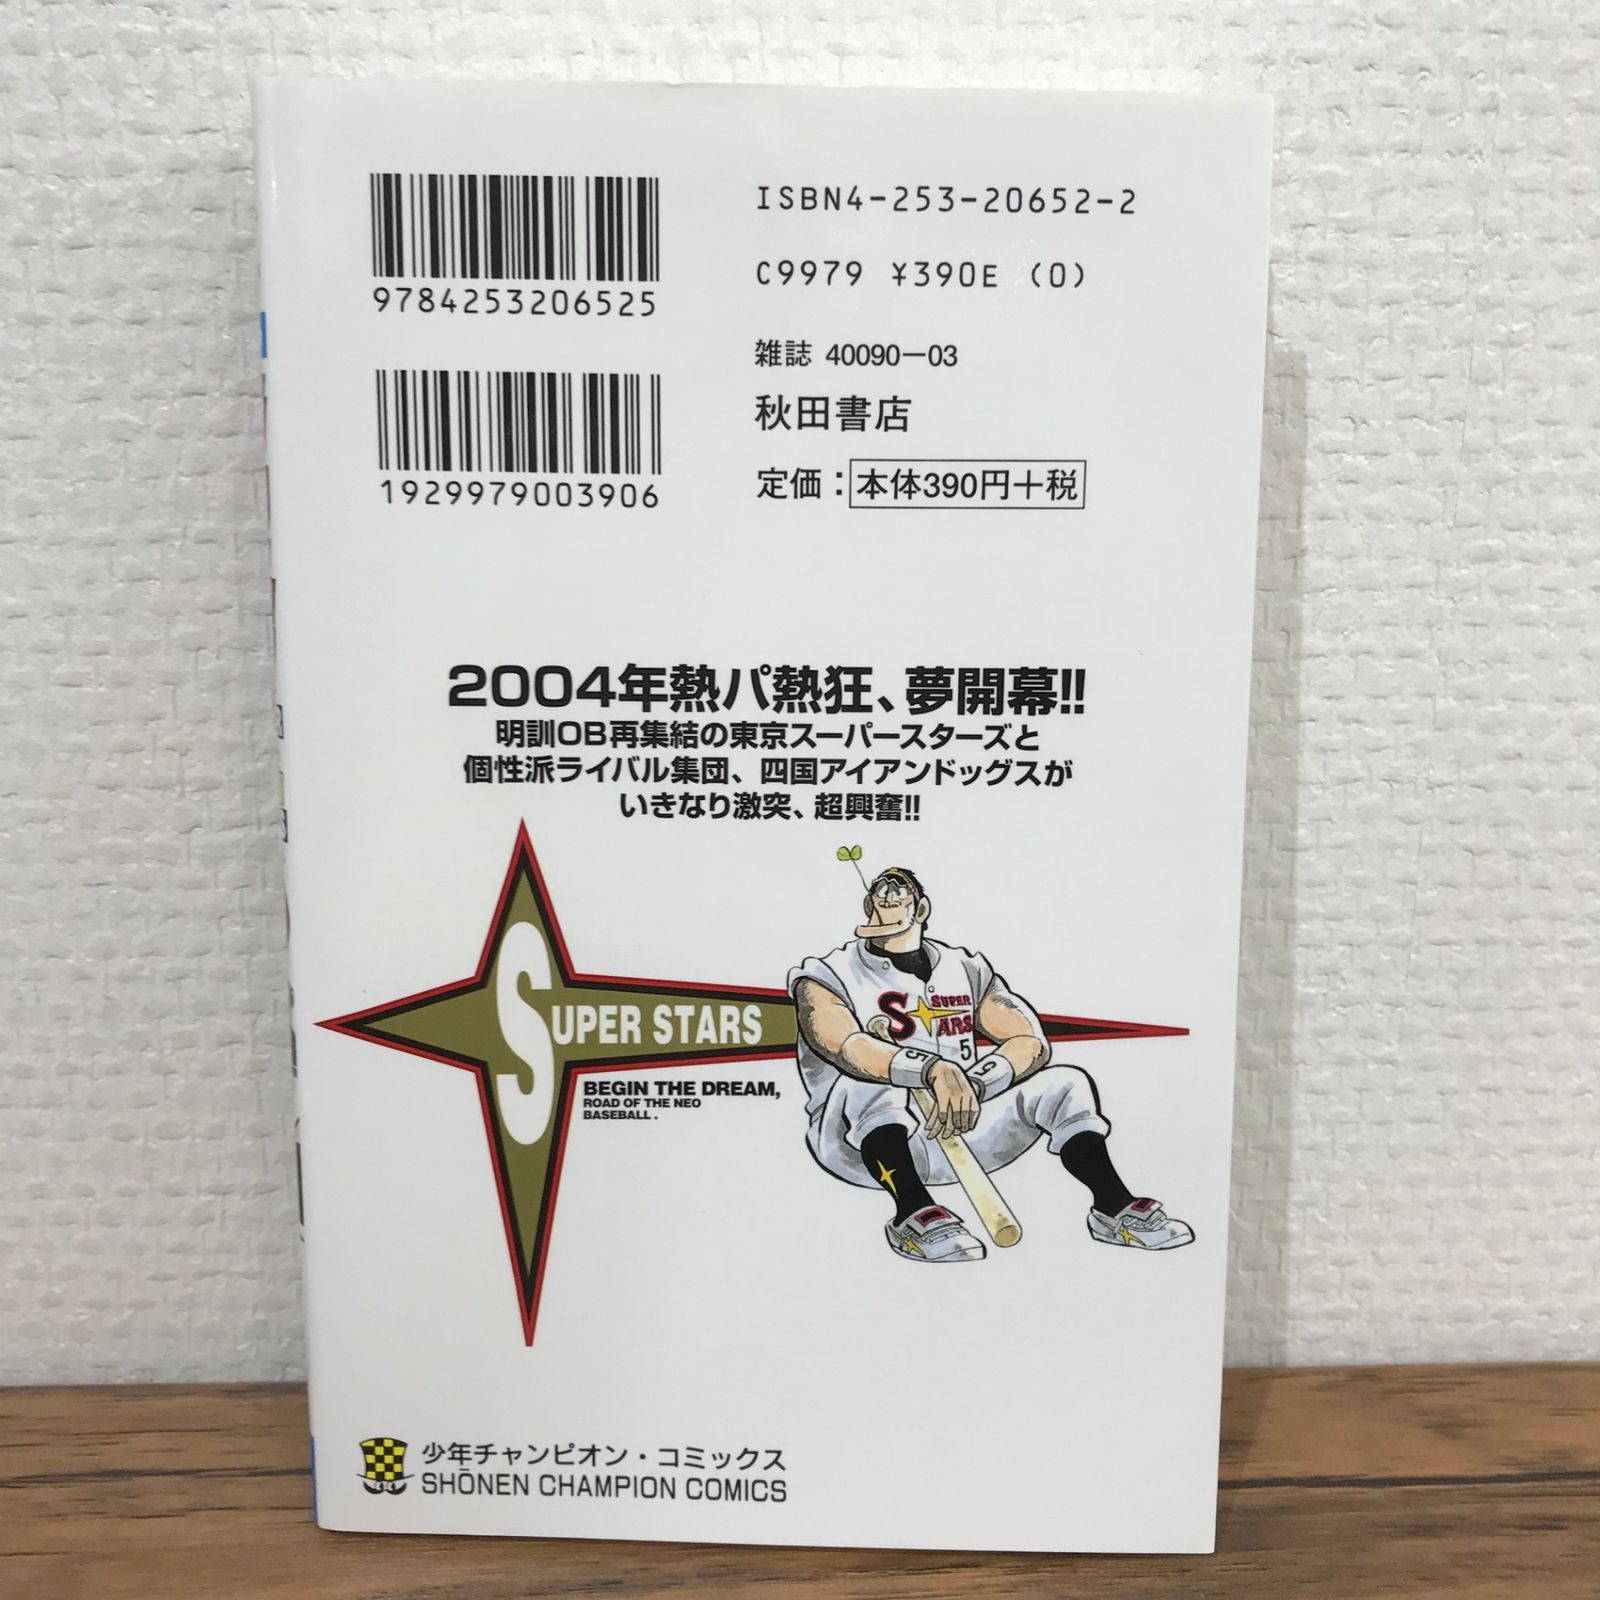 9784253206525
1929979003906
ISBN4-253-20652-2
C9979 ¥390E (0)
雑誌 40090-03
秋田書店
定価：本体390円+税
2004年熱パ熱狂、夢開幕!!
明訓OB再集結の東京スーパースターズと
個性派ライバル集団、四国アイアンドッグスが
いきなり激突、超興奮!!
SUPER STARS
BEGIN THE DREAM,
ROAD OF THE NEO
BASEBALL .
S SUPER
STARS
5
5
5
少年チャンピオン・コミックス
SHŌNEN CHAMPION COMICS